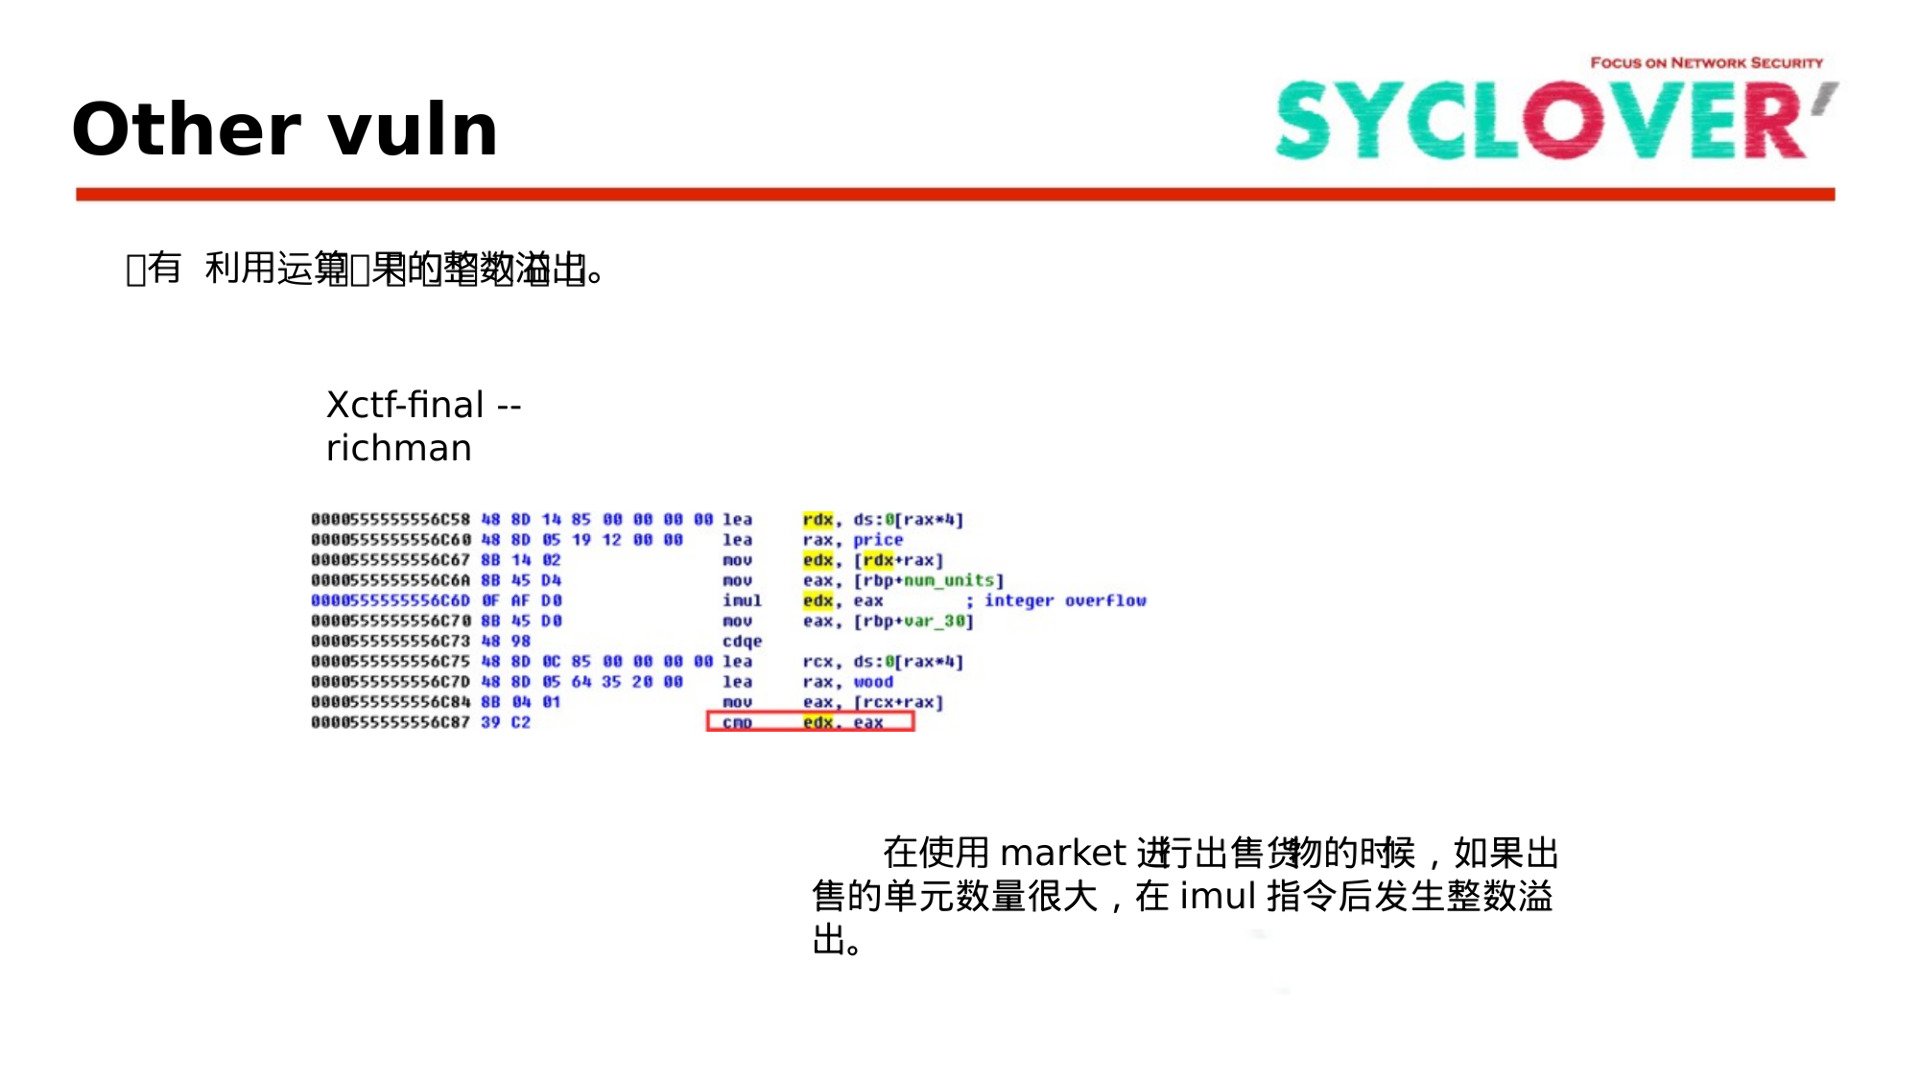 FOCUS ON NETWORK SECURITY
SYCLOVER'
Other vuln
有 利用运算果的整数溢出。
Xctf-final --
richman
0000555555556C58 48 8D 14 85 00 00 00 00 lea rdx, ds:0[rax*4]
0000555555556C60 48 8D 05 19 12 00 00 lea rax, price
0000555555556C67 8B 14 02 mov edx, [rdx+rax]
0000555555556C6A 8B 45 D4 mov eax, [rbp+num_units]
0000555555556C6D 0F AF D0 imul edx, eax ; integer overflow
0000555555556C70 8B 45 D0 mov eax, [rbp+var_30]
0000555555556C73 48 98 cdqe
0000555555556C75 48 8D 0C 85 00 00 00 00 lea rcx, ds:0[rax*4]
0000555555556C7D 48 8D 05 64 35 20 00 lea rax, wood
0000555555556C84 8B 04 01 mov eax, [rcx+rax]
0000555555556C87 39 C2 cmp edx, eax
在使用 market 进行出售货物的时候，如果出
售的单元数量很大，在 imul 指令后发生整数溢
出。